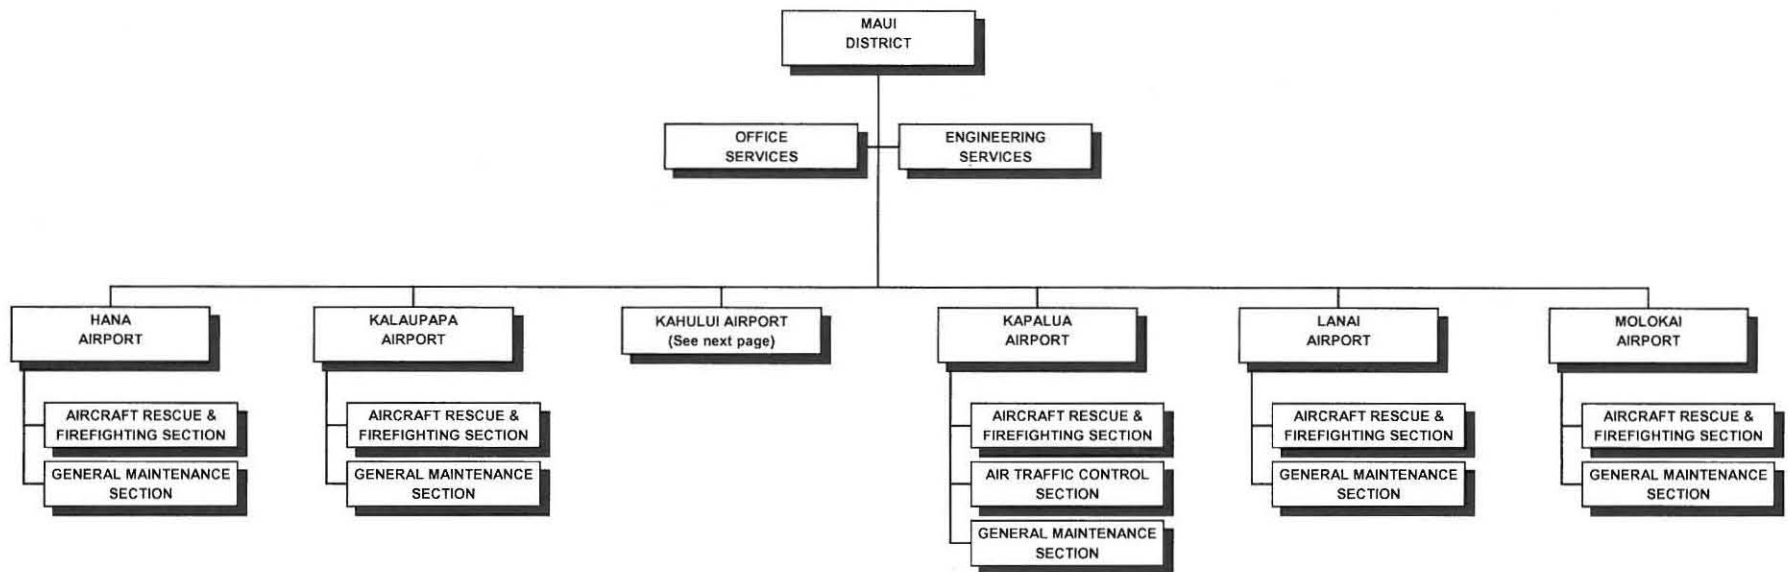 MAUI
DISTRICT
OFFICE
SERVICES
ENGINEERING
SERVICES
HANA
AIRPORT
KALAUPAPA
AIRPORT
KAHULUI AIRPORT
(See next page)
KAPALUA
AIRPORT
LANAI
AIRPORT
MOLOKAI
AIRPORT
AIRCRAFT RESCUE &
FIREFIGHTING SECTION
GENERAL MAINTENANCE
SECTION
AIRCRAFT RESCUE &
FIREFIGHTING SECTION
GENERAL MAINTENANCE
SECTION
AIRCRAFT RESCUE &
FIREFIGHTING SECTION
AIR TRAFFIC CONTROL
SECTION
GENERAL MAINTENANCE
SECTION
AIRCRAFT RESCUE &
FIREFIGHTING SECTION
GENERAL MAINTENANCE
SECTION
AIRCRAFT RESCUE &
FIREFIGHTING SECTION
GENERAL MAINTENANCE
SECTION